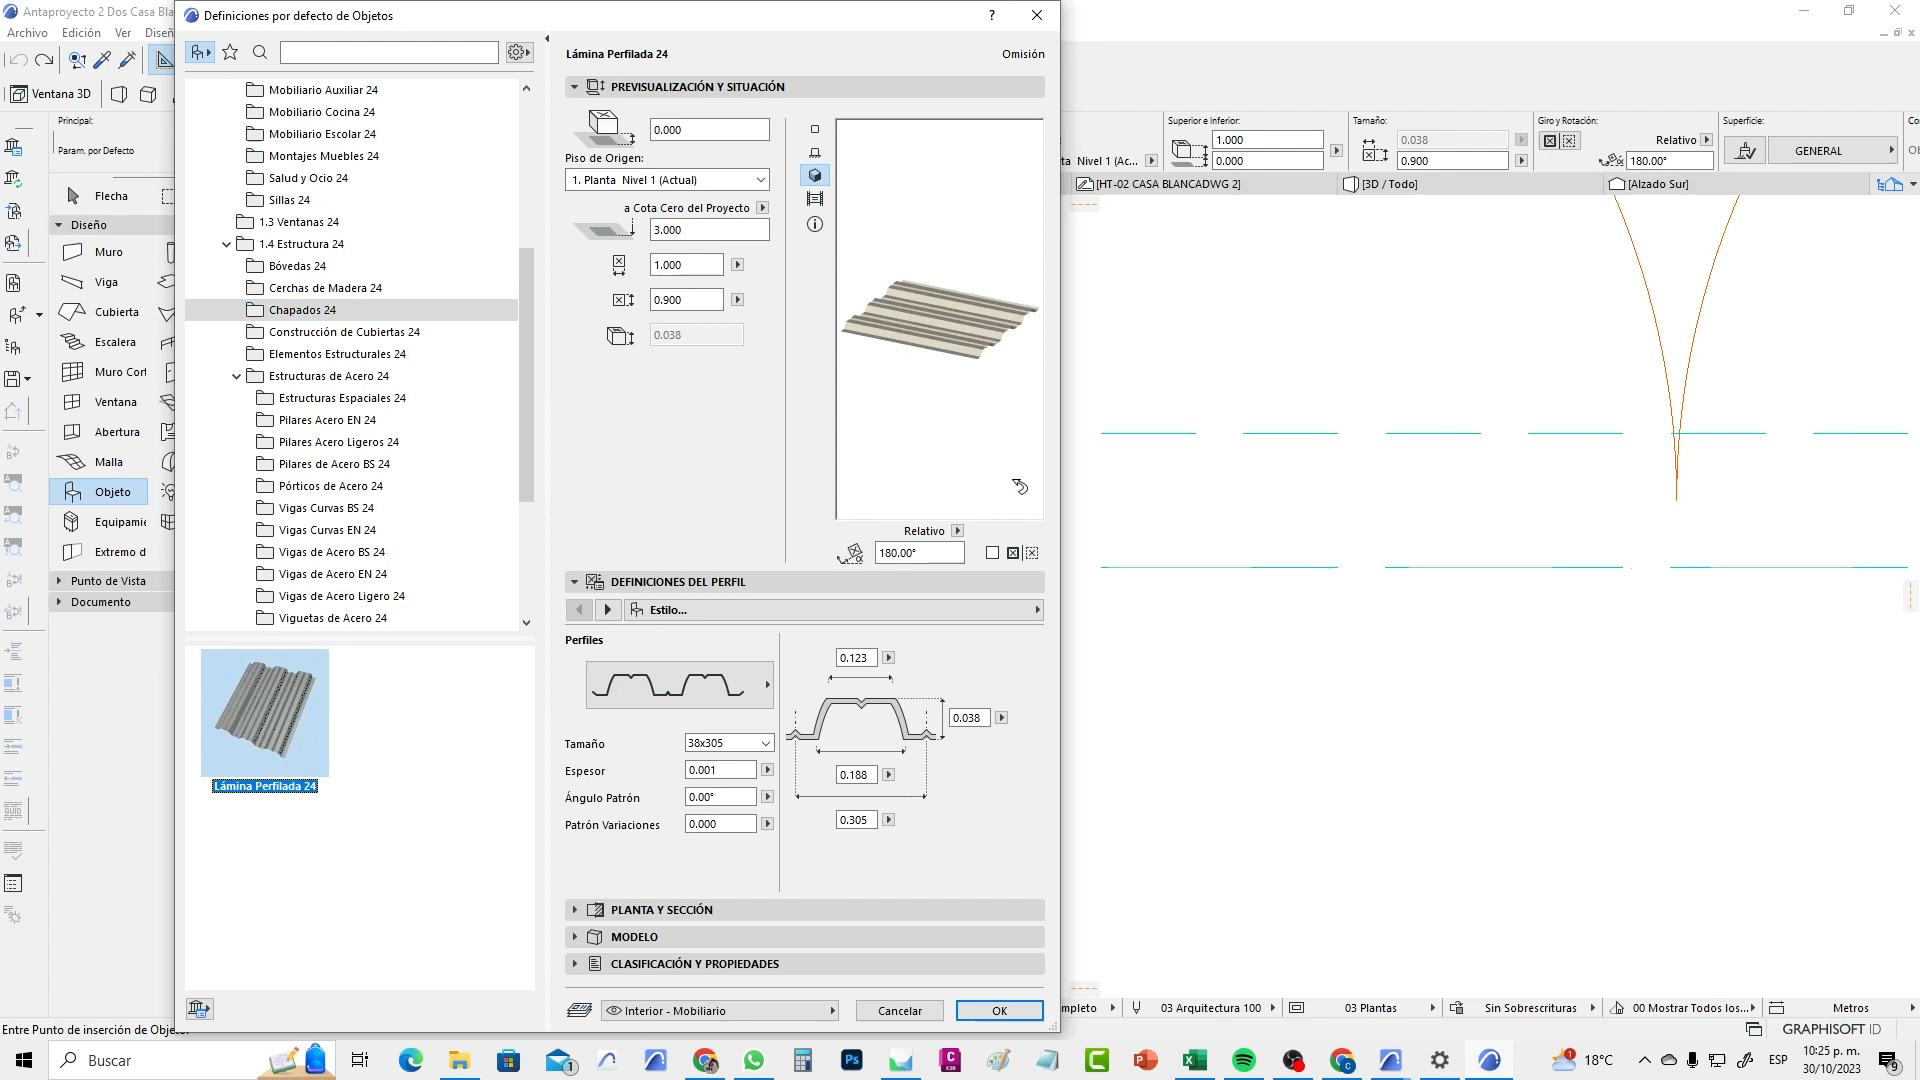 Antaproyecto 2 Dos Casa Bla
Definiciones por defecto de Objetos
?
Archivo
Edición
Ver
Diseñ
Ventana 3D
Principal:
Param. por Defecto
Flecha
Diseño
Muro
Viga
Cubierta
Escalera
Muro Cort
Ventana
Abertura
Malla
Objeto
Equipamie
Extremo d
Punto de Vista
Documento
GUID
Mobiliario Auxiliar 24
Mobiliario Cocina 24
Mobiliario Escolar 24
Montajes Muebles 24
Salud y Ocio 24
Sillas 24
1.3 Ventanas 24
1.4 Estructura 24
Bóvedas 24
Cerchas de Madera 24
Chapados 24
Construcción de Cubiertas 24
Elementos Estructurales 24
Estructuras de Acero 24
Estructuras Espaciales 24
Pilares Acero EN 24
Pilares Acero Ligeros 24
Pilares de Acero BS 24
Pórticos de Acero 24
Vigas Curvas BS 24
Vigas Curvas EN 24
Vigas de Acero BS 24
Vigas de Acero EN 24
Vigas de Acero Ligero 24
Viguetas de Acero 24
Lámina Perfilada 24
Lámina Perfilada 24
Omisión
PREVISUALIZACIÓN Y SITUACIÓN
0.000
Piso de Origen:
1. Planta Nivel 1 (Actual)
a Cota Cero del Proyecto
3.000
1.000
0.900
0.038
Relativo
180.00°
DEFINICIONES DEL PERFIL
Estilo...
Perfiles
Tamaño
38x305
Espesor
0.001
Ángulo Patrón
0.00°
Patrón Variaciones
0.000
0.123
0.038
0.188
0.305
PLANTA Y SECCIÓN
MODELO
CLASIFICACIÓN Y PROPIEDADES
Interior - Mobiliario
Cancelar
OK
ta Nivel 1 (Ac...
Superior e Inferior:
1.000
0.000
Tamaño:
0.038
0.900
Giro y Rotación:
Relativo
180.00°
Superficie:
GENERAL
Co
[HT-02 CASA BLANCADWG 2]
[3D / Todo]
[Alzado Sur]
mpleto
03 Arquitectura 100
03 Plantas
Sin Sobrescrituras
00 Mostrar Todos los...
Metros
Entre Punto de inserción de Objeto
GRAPHISOFT ID
Buscar
18°C
ESP
10:25 p. m.
30/10/2023